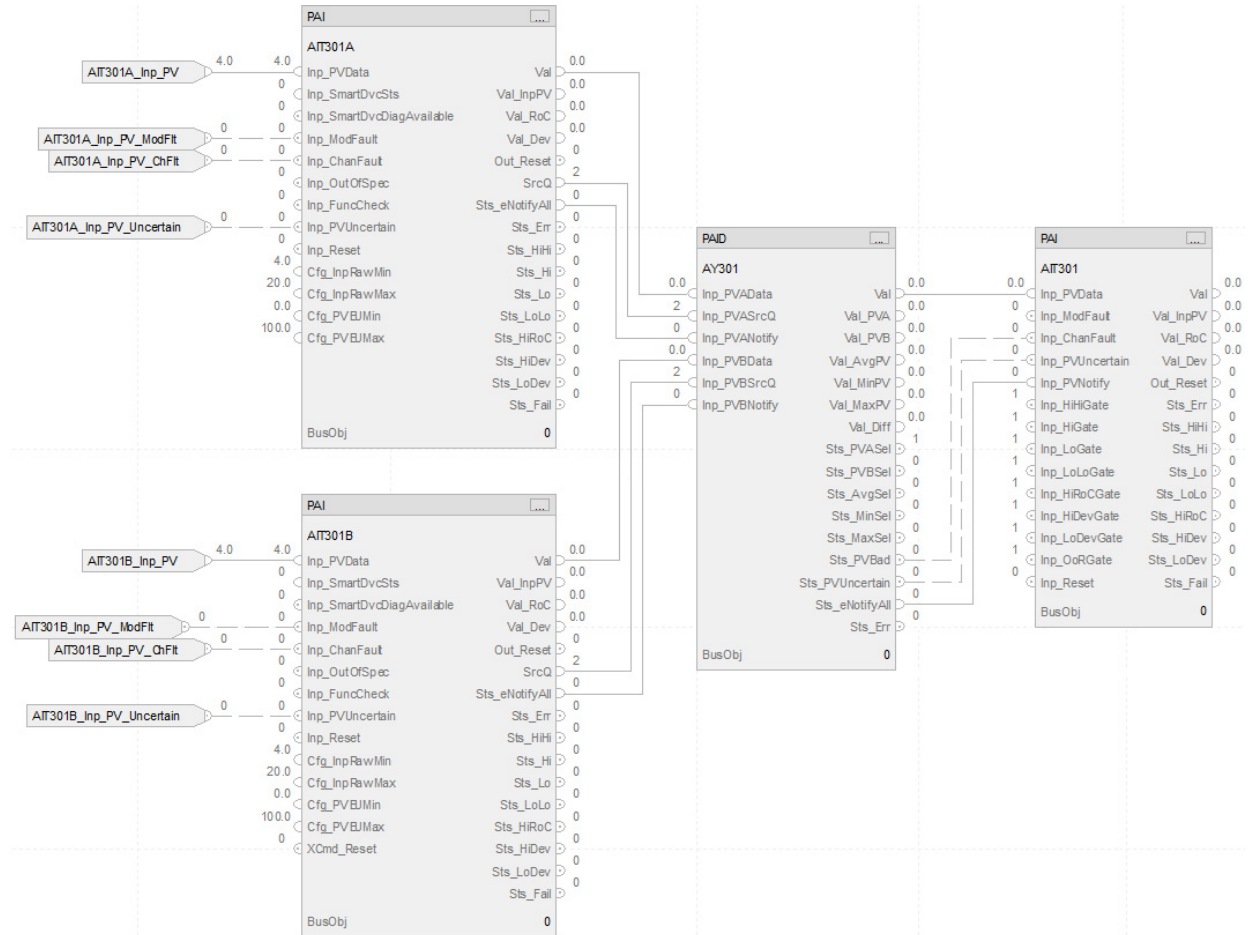 PAI ...
AIT301A
AIT301A_Inp_PV 4.0 4.0 Inp_PVData Val 0.0
0 Inp_SmartDvcSts Val_InpPV 0.0
0 Inp_SmartDvcDiagAvailable Val_RoC 0.0
AIT301A_Inp_PV_ModFlt 0 0 Inp_ModFault Val_Dev 0.0
AIT301A_Inp_PV_ChFlt 0 0 Inp_ChanFault Out_Reset 0
0 Inp_OutOfSpec SrcQ 2
0 Inp_FuncCheck Sts_eNotifyAll 0
AIT301A_Inp_PV_Uncertain 0 0 Inp_PVUncertain Sts_Err 0
0 Inp_Reset Sts_HiHi 0
4.0 Cfg_InpRawMin Sts_Hi 0
20.0 Cfg_InpRawMax Sts_Lo 0
0.0 Cfg_PVEUMin Sts_LoLo 0
100.0 Cfg_PVEUMax Sts_HiRoC 0
Sts_HiDev 0
Sts_LoDev 0
Sts_Fail 0
BusObj 0
PAI ...
AIT301B
AIT301B_Inp_PV 4.0 4.0 Inp_PVData Val 0.0
0 Inp_SmartDvcSts Val_InpPV 0.0
0 Inp_SmartDvcDiagAvailable Val_RoC 0.0
AIT301B_Inp_PV_ModFlt 0 0 Inp_ModFault Val_Dev 0.0
AIT301B_Inp_PV_ChFlt 0 0 Inp_ChanFault Out_Reset 0
0 Inp_OutOfSpec SrcQ 2
0 Inp_FuncCheck Sts_eNotifyAll 0
AIT301B_Inp_PV_Uncertain 0 0 Inp_PVUncertain Sts_Err 0
0 Inp_Reset Sts_HiHi 0
4.0 Cfg_InpRawMin Sts_Hi 0
20.0 Cfg_InpRawMax Sts_Lo 0
0.0 Cfg_PVEUMin Sts_LoLo 0
100.0 Cfg_PVEUMax Sts_HiRoC 0
0 XCmd_Reset Sts_HiDev 0
Sts_LoDev 0
Sts_Fail 0
BusObj 0
PAID ...
AY301
0.0 Inp_PVAData Val 0.0
2 Inp_PVASrcQ Val_PVA 0.0
0 Inp_PVANotify Val_PVB 0.0
0.0 Inp_PVBData Val_AvgPV 0.0
2 Inp_PVBSrcQ Val_MinPV 0.0
0 Inp_PVBNotify Val_MaxPV 0.0
Val_Diff 0.0
Sts_PVASel 1
Sts_PVBSel 0
Sts_AvgSel 0
Sts_MinSel 0
Sts_MaxSel 0
Sts_PVBad 0
Sts_PVUncertain 0
Sts_eNotifyAll 0
Sts_Err 0
BusObj 0
PAI ...
AIT301
0.0 Inp_PVData Val 0.0
0 Inp_ModFault Val_InpPV 0.0
0 Inp_ChanFault Val_RoC 0.0
0 Inp_PVUncertain Val_Dev 0.0
0 Inp_PVNotify Out_Reset 0
1 Inp_HiHiGate Sts_Err 0
1 Inp_HiGate Sts_HiHi 0
1 Inp_LoGate Sts_Hi 0
1 Inp_LoLoGate Sts_Lo 0
1 Inp_HiRoCGate Sts_LoLo 0
1 Inp_HiDevGate Sts_HiRoC 0
1 Inp_LoDevGate Sts_HiDev 0
1 Inp_OoRGate Sts_LoDev 0
0 Inp_Reset Sts_Fail 0
BusObj 0